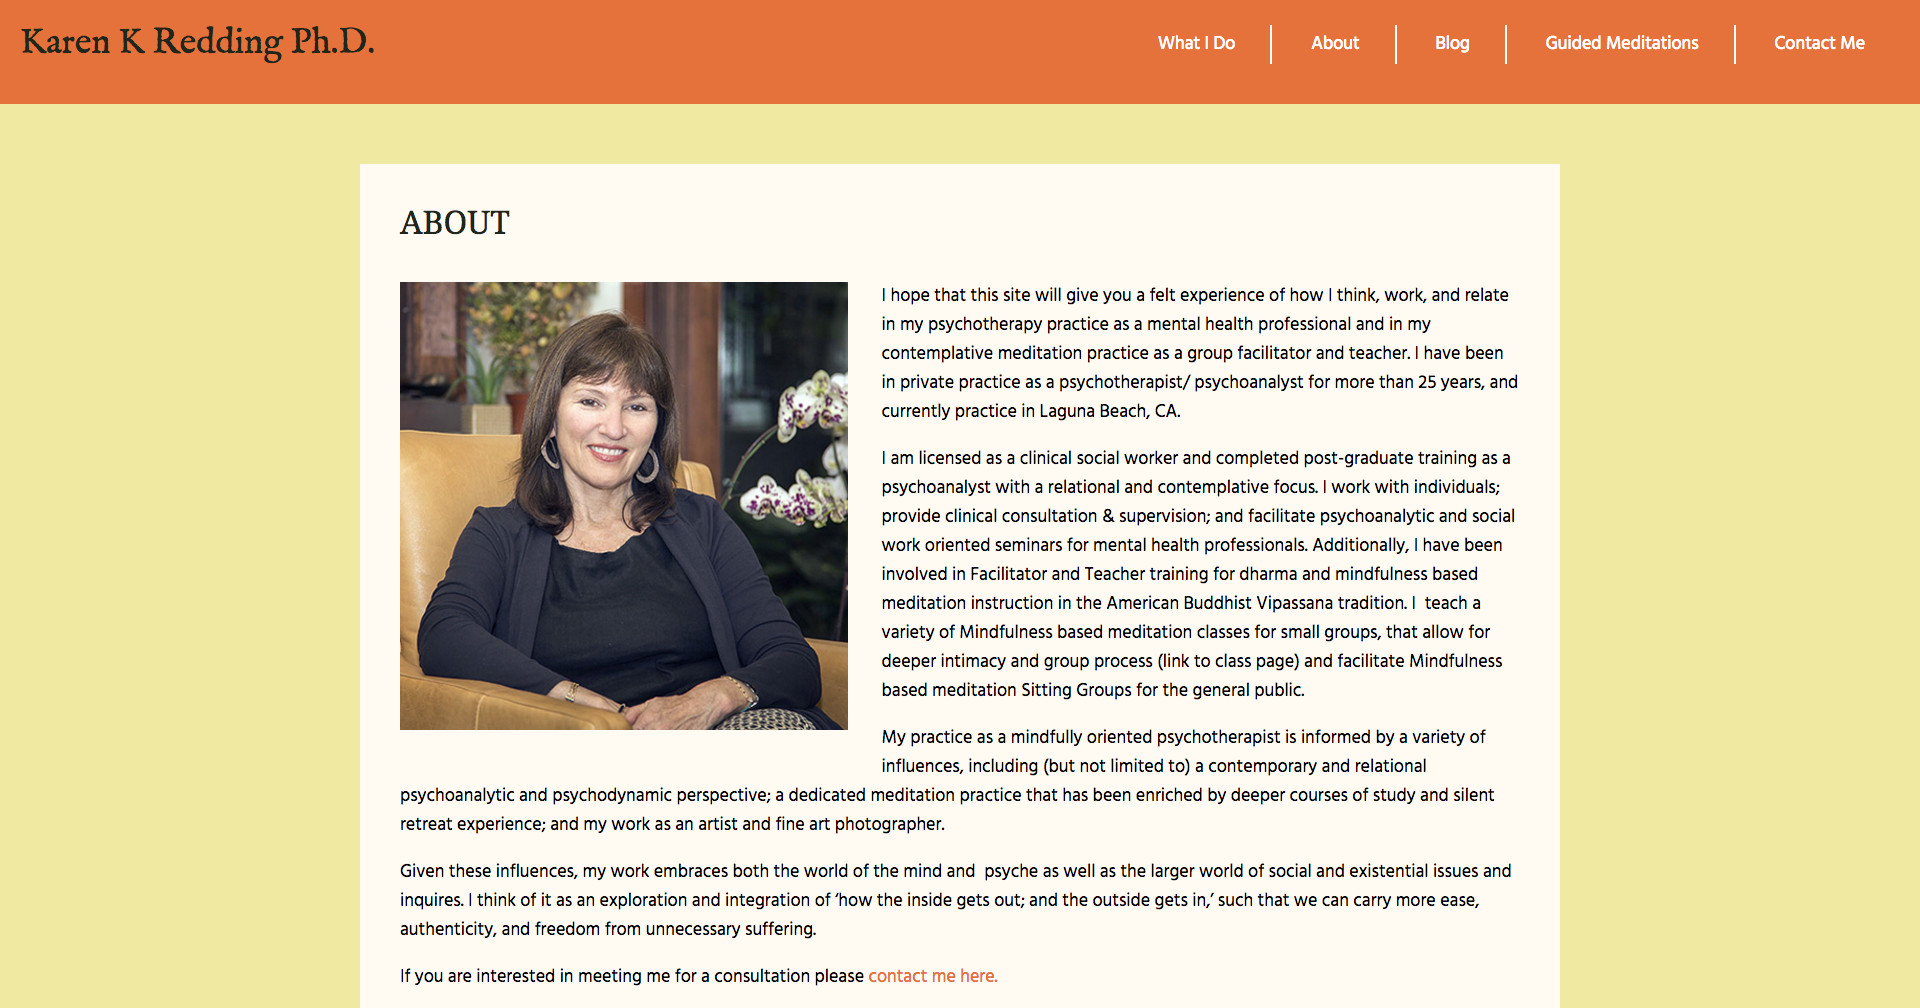 Karen K Redding Ph.D.
What I Do
About
Blog
Guided Meditations
Contact Me
ABOUT
I hope that this site will give you a felt experience of how I think, work, and relate
in my psychotherapy practice as a mental health professional and in my
contemplative meditation practice as a group facilitator and teacher. I have been
in private practice as a psychotherapist/ psychoanalyst for more than 25 years, and
currently practice in Laguna Beach, CA.
I am licensed as a clinical social worker and completed post-graduate training as a
psychoanalyst with a relational and contemplative focus. I work with individuals;
provide clinical consultation & supervision; and facilitate psychoanalytic and social
work oriented seminars for mental health professionals. Additionally, I have been
involved in Facilitator and Teacher training for dharma and mindfulness based
meditation instruction in the American Buddhist Vipassana tradition. I  teach a
variety of Mindfulness based meditation classes for small groups, that allow for
deeper intimacy and group process (link to class page) and facilitate Mindfulness
based meditation Sitting Groups for the general public.
My practice as a mindfully oriented psychotherapist is informed by a variety of
influences, including (but not limited to) a contemporary and relational
psychoanalytic and psychodynamic perspective; a dedicated meditation practice that has been enriched by deeper courses of study and silent
retreat experience; and my work as an artist and fine art photographer.
Given these influences, my work embraces both the world of the mind and  psyche as well as the larger world of social and existential issues and
inquires. I think of it as an exploration and integration of ‘how the inside gets out; and the outside gets in,’ such that we can carry more ease,
authenticity, and freedom from unnecessary suffering.
If you are interested in meeting me for a consultation please contact me here.